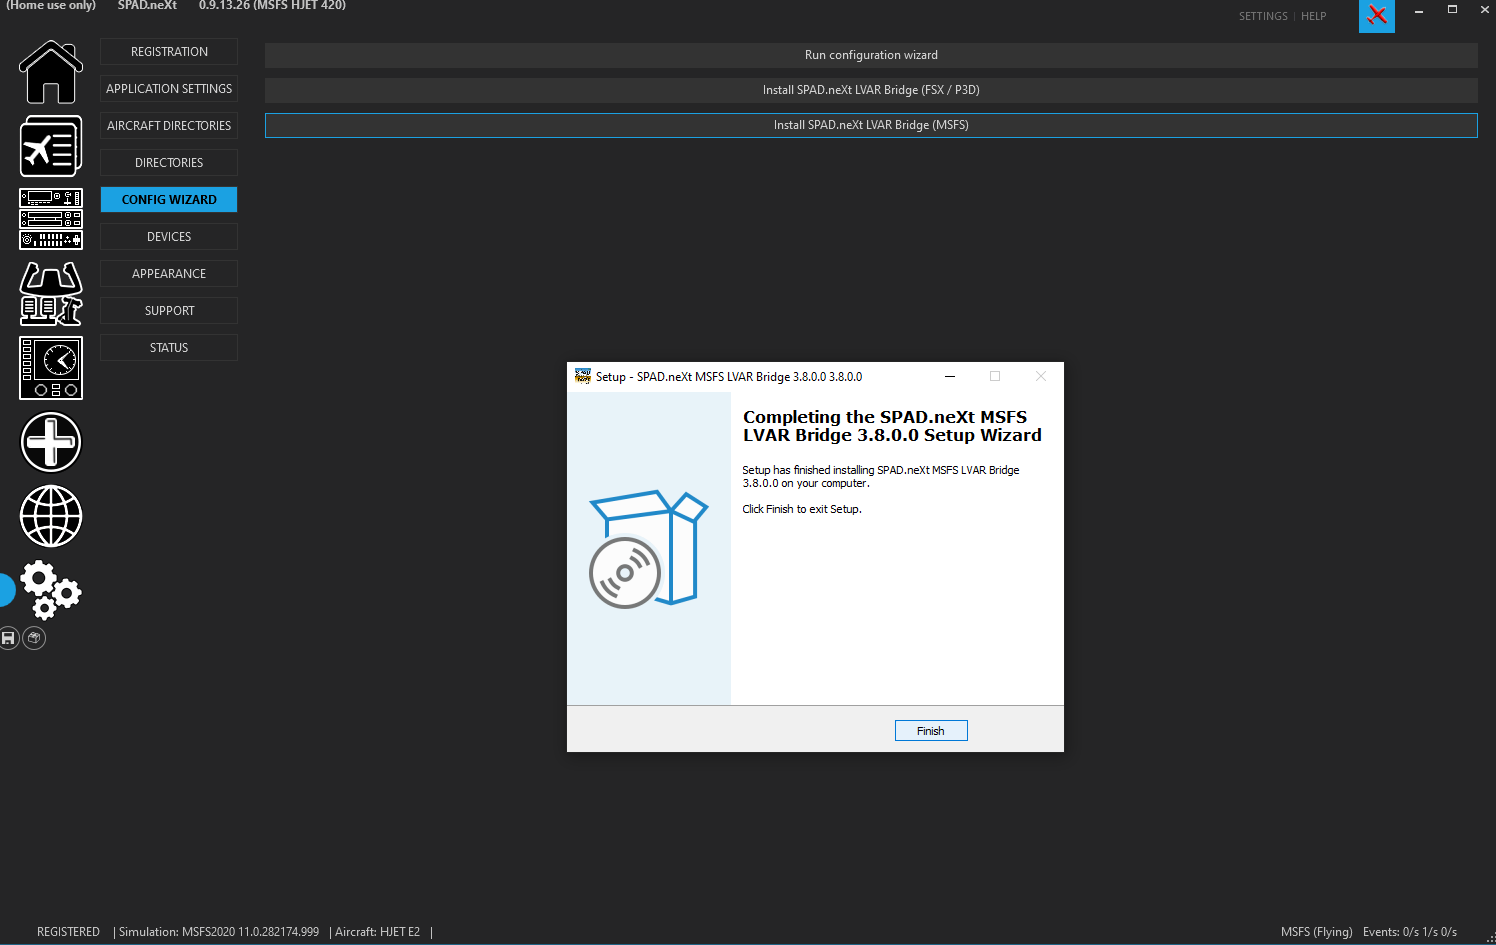 (Home use only) SPAD.neXt 0.9.13.26 (MSFS HJET 420)
SETTINGS | HELP
REGISTRATION
APPLICATION SETTINGS
AIRCRAFT DIRECTORIES
DIRECTORIES
CONFIG WIZARD
DEVICES
APPEARANCE
SUPPORT
STATUS
Run configuration wizard
Install SPAD.neXt LVAR Bridge (FSX / P3D)
Install SPAD.neXt LVAR Bridge (MSFS)
Setup - SPAD.neXt MSFS LVAR Bridge 3.8.0.0 3.8.0.0
Completing the SPAD.neXt MSFS
LVAR Bridge 3.8.0.0 Setup Wizard
Setup has finished installing SPAD.neXt MSFS LVAR Bridge
3.8.0.0 on your computer.
Click Finish to exit Setup.
Finish
REGISTERED | Simulation: MSFS2020 11.0.282174.999 | Aircraft: HJET E2 |
MSFS (Flying) Events: 0/s 1/s 0/s